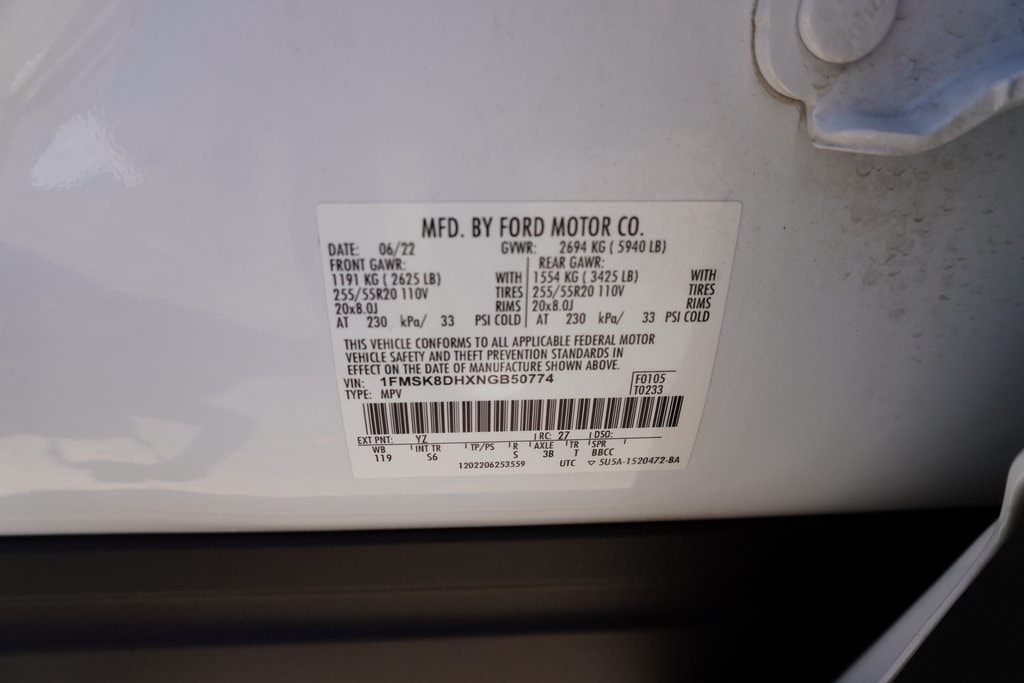 MFD. BY FORD MOTOR CO.
DATE: 06/22 GVWR: 2694 KG ( 5940 LB)
FRONT GAWR: REAR GAWR:
1191 KG ( 2625 LB) WITH 1554 KG ( 3425 LB) WITH
255/55R20 110V TIRES 255/55R20 110V TIRES
20x8.0J RIMS 20x8.0J RIMS
AT 230 kPa/ 33 PSI COLD AT 230 kPa/ 33 PSI COLD
THIS VEHICLE CONFORMS TO ALL APPLICABLE FEDERAL MOTOR
VEHICLE SAFETY AND THEFT PREVENTION STANDARDS IN
EFFECT ON THE DATE OF MANUFACTURE SHOWN ABOVE.
VIN: 1FMSK8DHXNGB50774 F0105
TYPE: MPV T0233
EXT PNT: YZ RC: 27 DSO:
WB INT TR TP/PS R AXLE TR SPR
119 S6 S 3B T BBCC
1202206253559 UTC ▽ 5U5A-1520472-BA